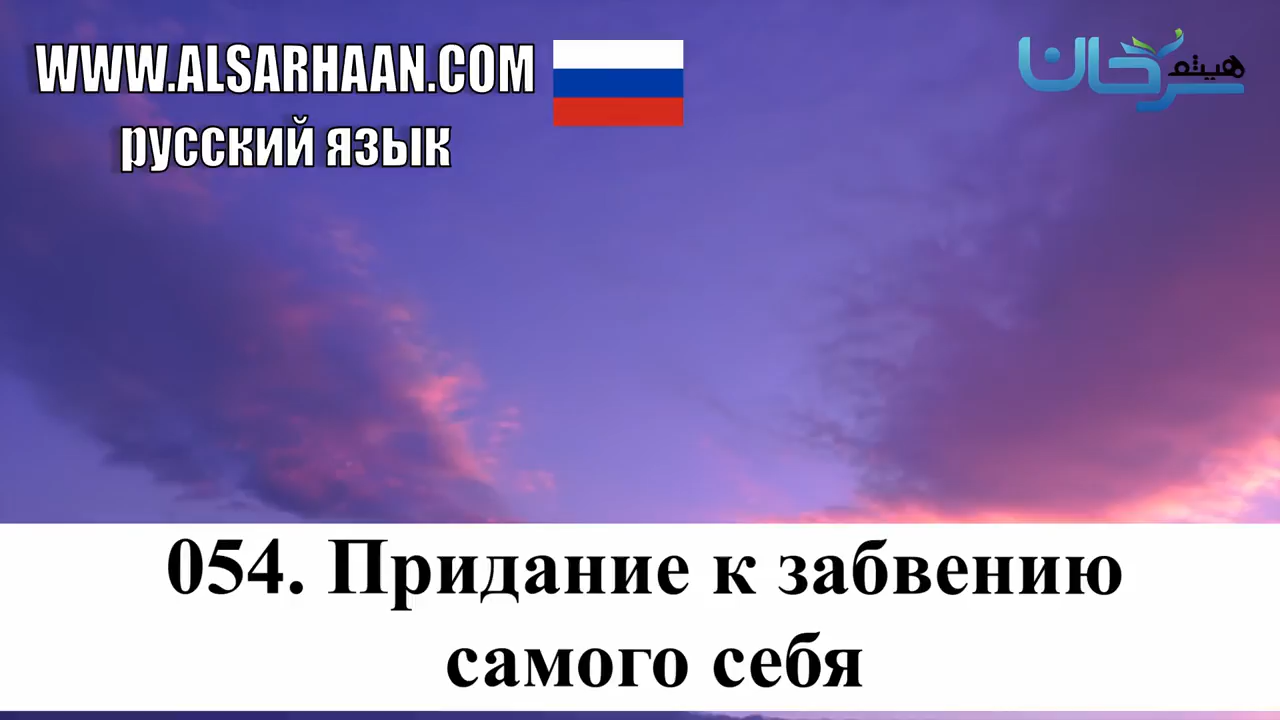 WWW.ALSARHAAN.COM
русский язык
هيثم
سرحان
054. Придание к забвению
самого себя